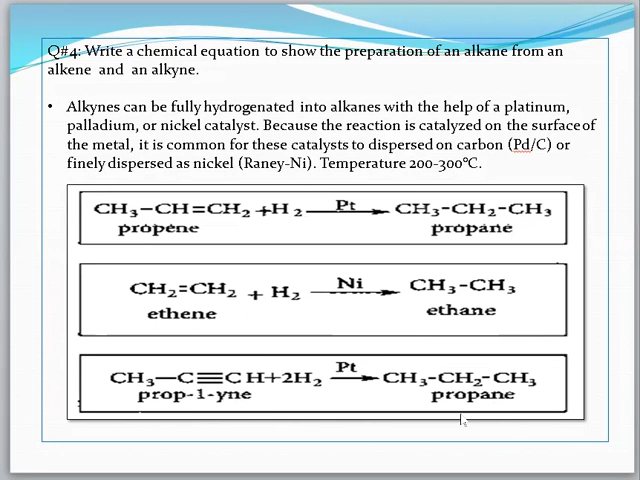 Q#4: Write a chemical equation to show the preparation of an alkane from an
alkene and an alkyne.
• Alkynes can be fully hydrogenated into alkanes with the help of a platinum,
palladium, or nickel catalyst. Because the reaction is catalyzed on the surface of
the metal, it is common for these catalysts to dispersed on carbon (Pd/C) or
finely dispersed as nickel (Raney-Ni). Temperature 200-300°C.
CH₃−CH=CH₂ +H₂ Pt→ CH₃-CH₂-CH₃
propene propane
CH₂=CH₂ + H₂ Ni→ CH₃-CH₃
ethene ethane
CH₃—C≡CH+2H₂ Pt→ CH₃-CH₂-CH₃
prop-1-yne propane